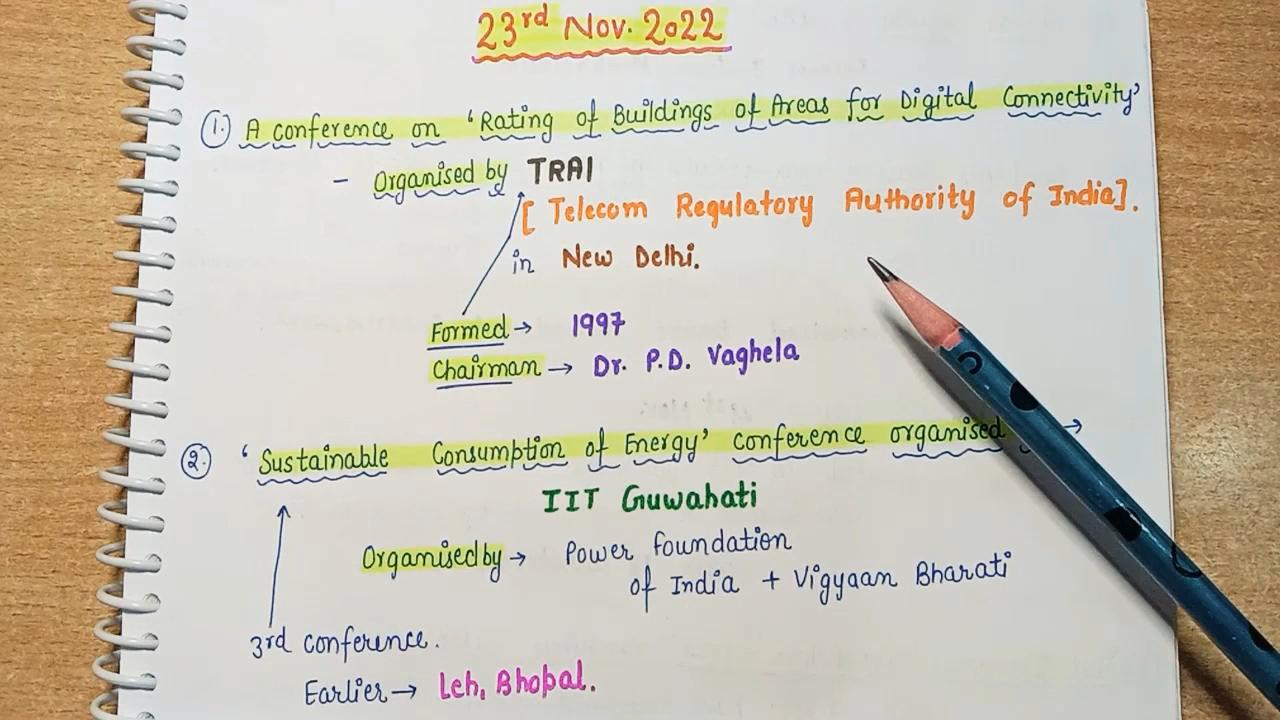 23rd Nov. 2022
1. A conference on 'Rating of Buildings of Areas for Digital Connectivity'
- Organised by TRAI
[Telecom Regulatory Authority of India].
in New Delhi.
Formed → 1997
Chairman → Dr. P.D. Vaghela
2. 'Sustainable Consumption of Energy' conference organised →
IIT Guwahati
Organised by → Power foundation
of India + Vigyaan Bharati
3rd conference.
Earlier → Leh, Bhopal.